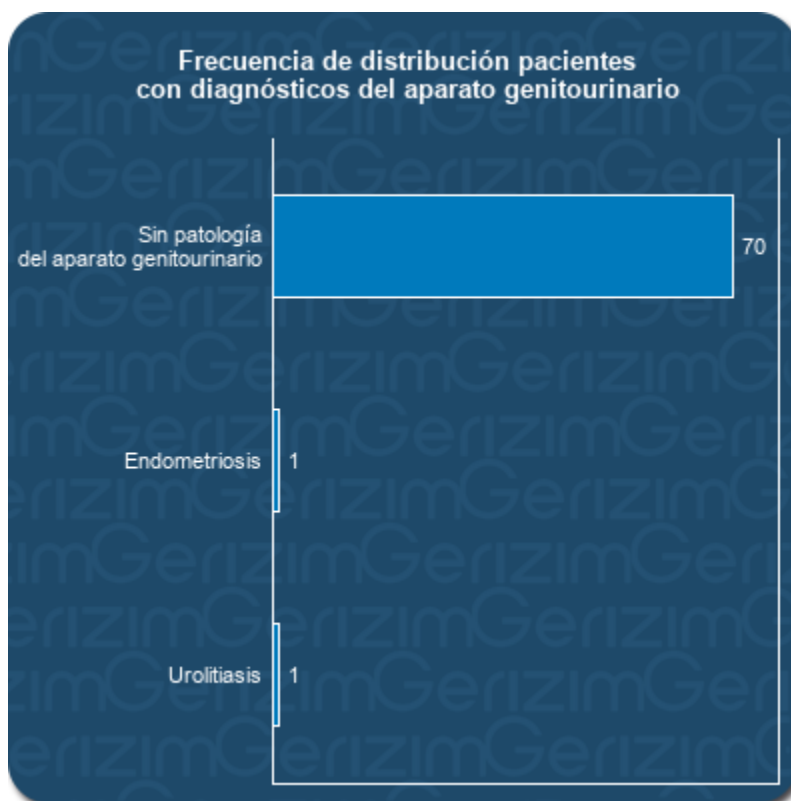 Frecuencia de distribución pacientes
con diagnósticos del aparato genitourinario
Sin patología
del aparato genitourinario
70
Endometriosis
1
Urolitiasis
1
Gerizim